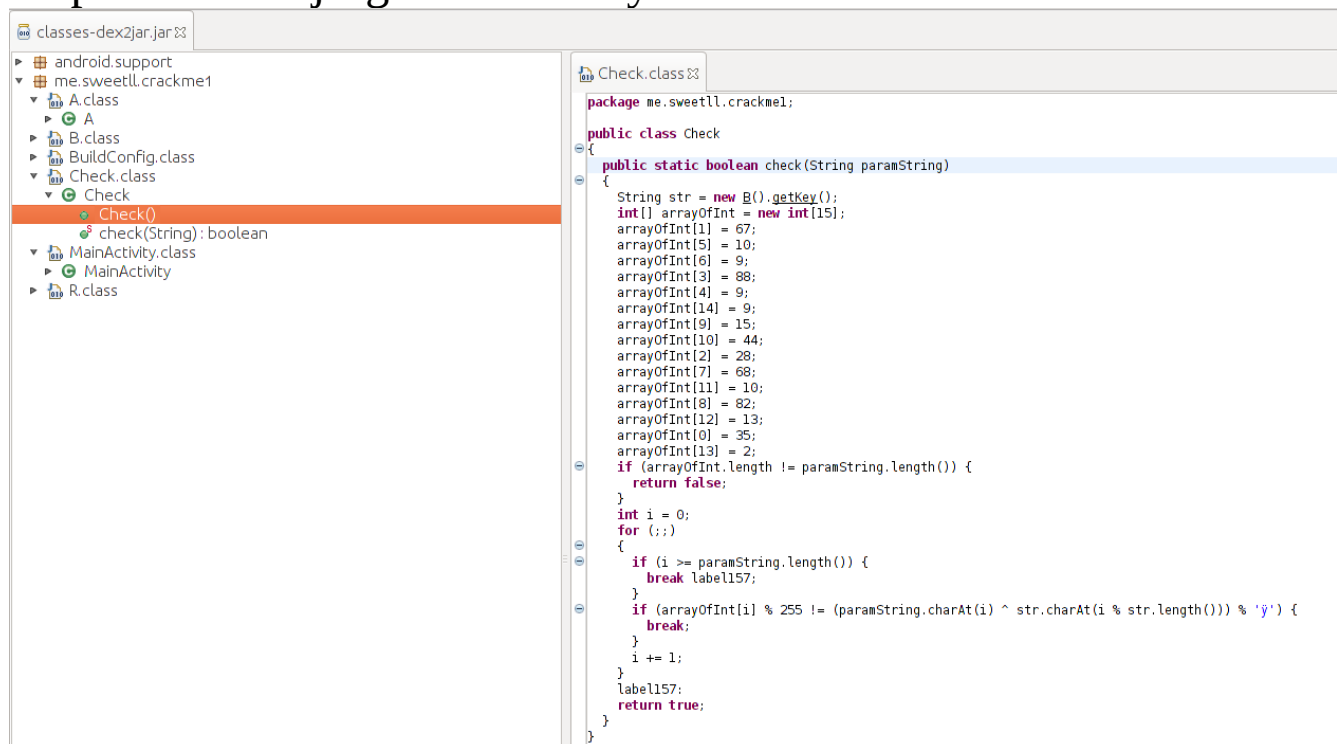 classes-dex2jar.jar
android.support
me.sweetll.crackme1
A.class
A
B.class
BuildConfig.class
Check.class
Check
Check()
check(String) : boolean
MainActivity.class
MainActivity
R.class
Check.class
package me.sweetll.crackme1;
public class Check
{
public static boolean check(String paramString)
{
String str = new B().getKey();
int[] arrayOfInt = new int[15];
arrayOfInt[1] = 67;
arrayOfInt[5] = 10;
arrayOfInt[6] = 9;
arrayOfInt[3] = 88;
arrayOfInt[4] = 9;
arrayOfInt[14] = 9;
arrayOfInt[9] = 15;
arrayOfInt[10] = 44;
arrayOfInt[2] = 28;
arrayOfInt[7] = 68;
arrayOfInt[11] = 10;
arrayOfInt[8] = 82;
arrayOfInt[12] = 13;
arrayOfInt[0] = 35;
arrayOfInt[13] = 2;
if (arrayOfInt.length != paramString.length()) {
return false;
}
int i = 0;
for (;;)
{
if (i >= paramString.length()) {
break label157;
}
if (arrayOfInt[i] % 255 != (paramString.charAt(i) ^ str.charAt(i % str.length())) % 'ÿ') {
break;
}
i += 1;
}
label157:
return true;
}
}